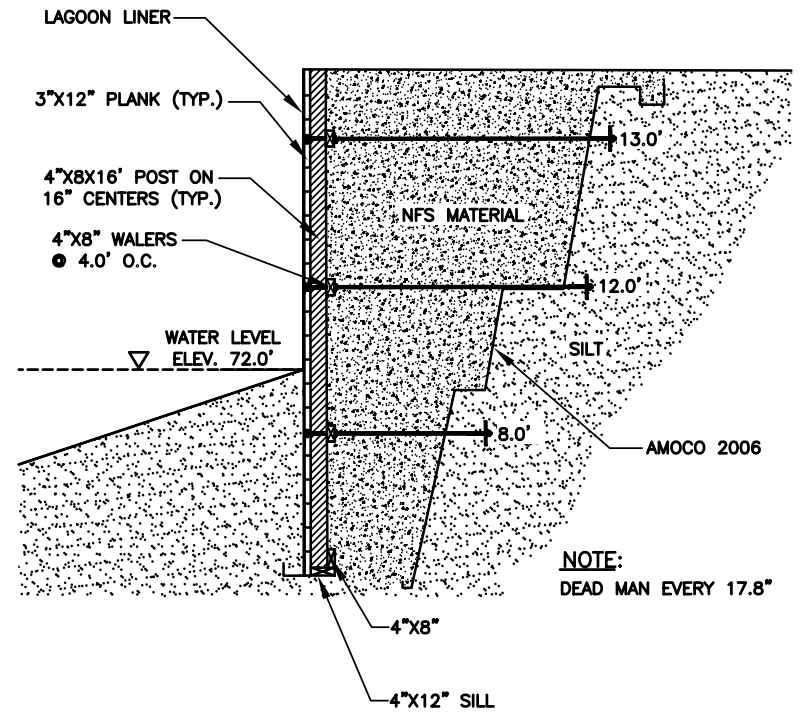 LAGOON LINER
3"X12" PLANK (TYP.)
13.0'
4"X8X16' POST ON
16" CENTERS (TYP.)
NFS MATERIAL
4"X8" WALERS
@ 4.0' O.C.
12.0'
WATER LEVEL
ELEV. 72.0'
SILT
8.0'
AMOCO 2006
NOTE:
DEAD MAN EVERY 17.8"
4"X8"
4"X12" SILL